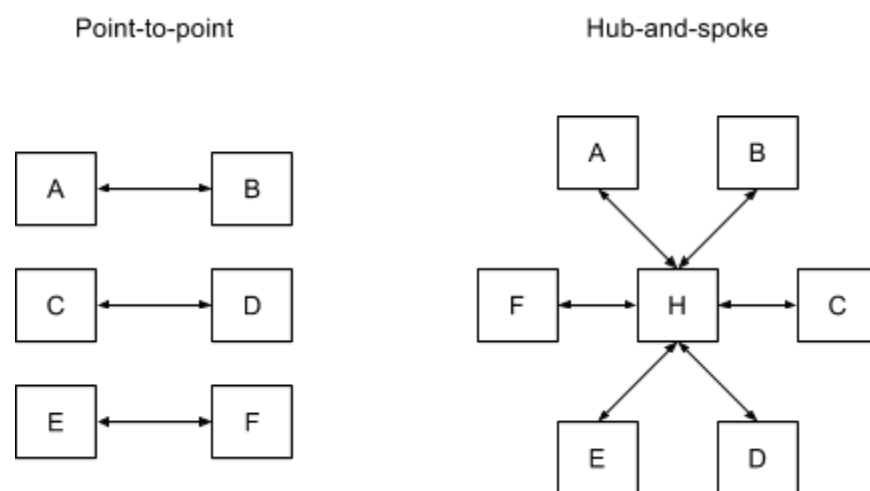 Point-to-point
A B
C D
E F
Hub-and-spoke
A B
F H C
E D